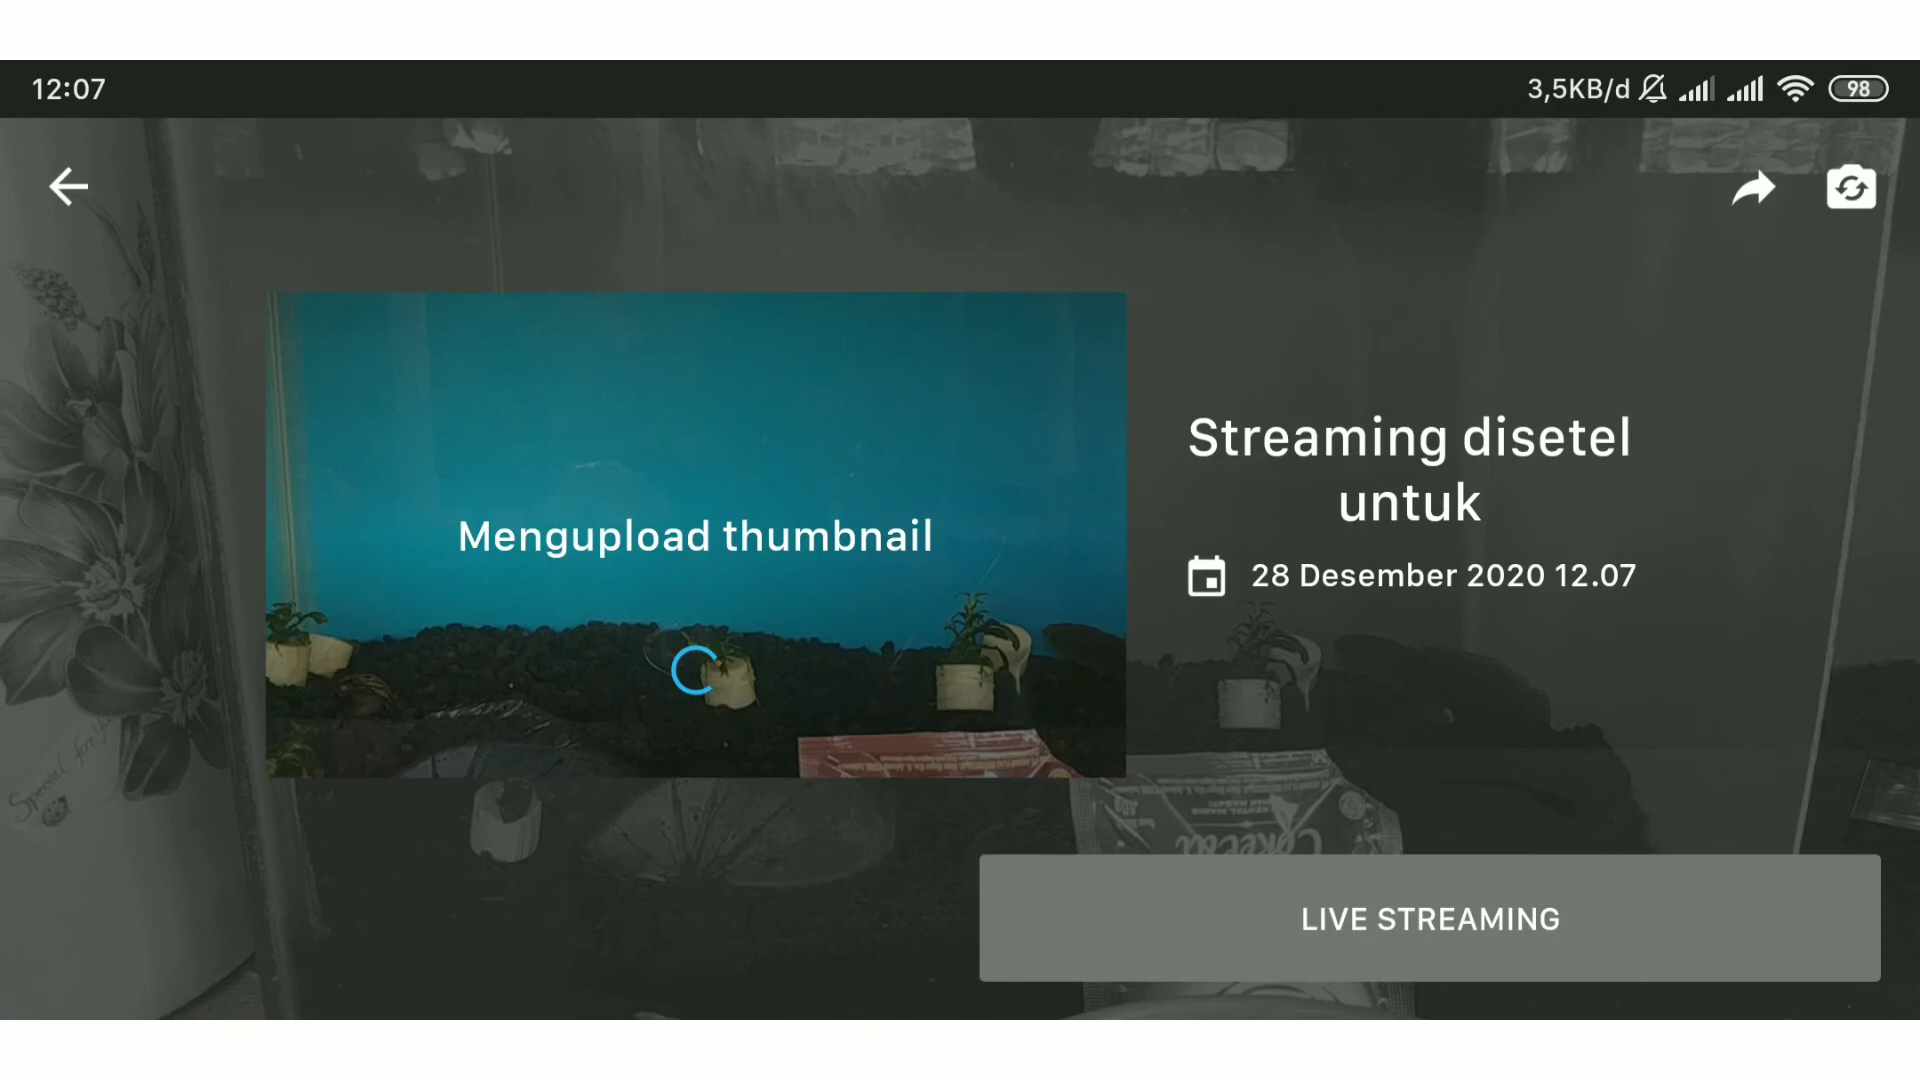 12:07
3,5KB/d
98
Mengupload thumbnail
Streaming disetel
untuk
28 Desember 2020 12.07
LIVE STREAMING